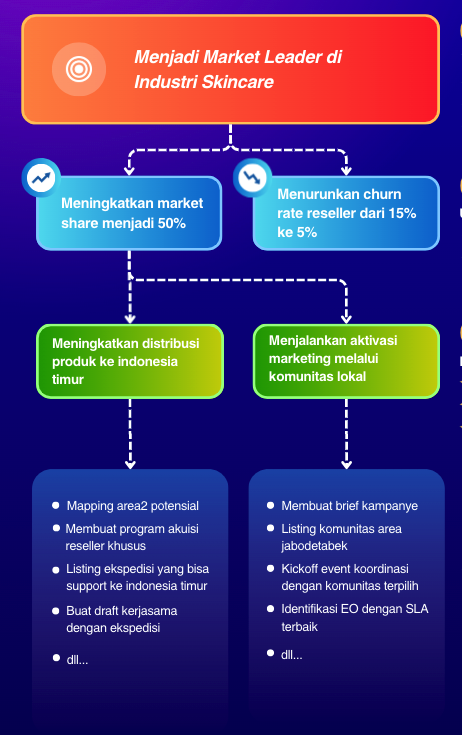 Menjadi Market Leader di
Industri Skincare
Meningkatkan market
share menjadi 50%
Menurunkan churn
rate reseller dari 15%
ke 5%
Meningkatkan distribusi
produk ke indonesia
timur
Menjalankan aktivasi
marketing melalui
komunitas lokal
Mapping area2 potensial
Membuat program akuisi
reseller khusus
Listing ekspedisi yang bisa
support ke indonesia timur
Buat draft kerjasama
dengan ekspedisi
dll...
Membuat brief kampanye
Listing komunitas area
jabodetabek
Kickoff event koordinasi
dengan komunitas terpilih
Identifikasi EO dengan SLA
terbaik
dll...